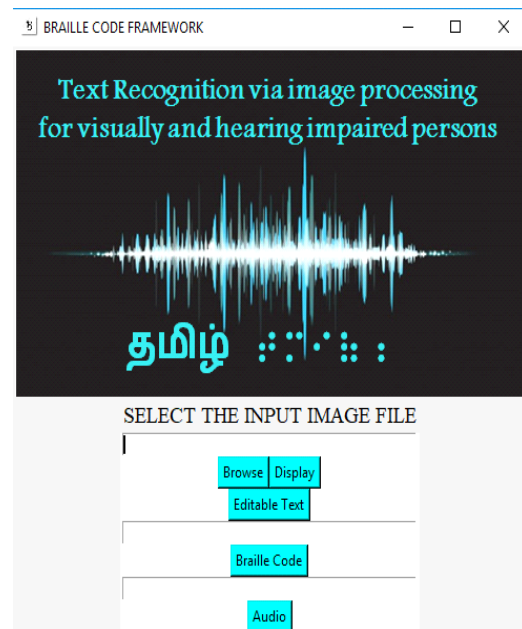 BRAILLE CODE FRAMEWORK
Text Recognition via image processing
for visually and hearing impaired persons
தமிழ்
SELECT THE INPUT IMAGE FILE
Browse Display
Editable Text
Braille Code
Audio